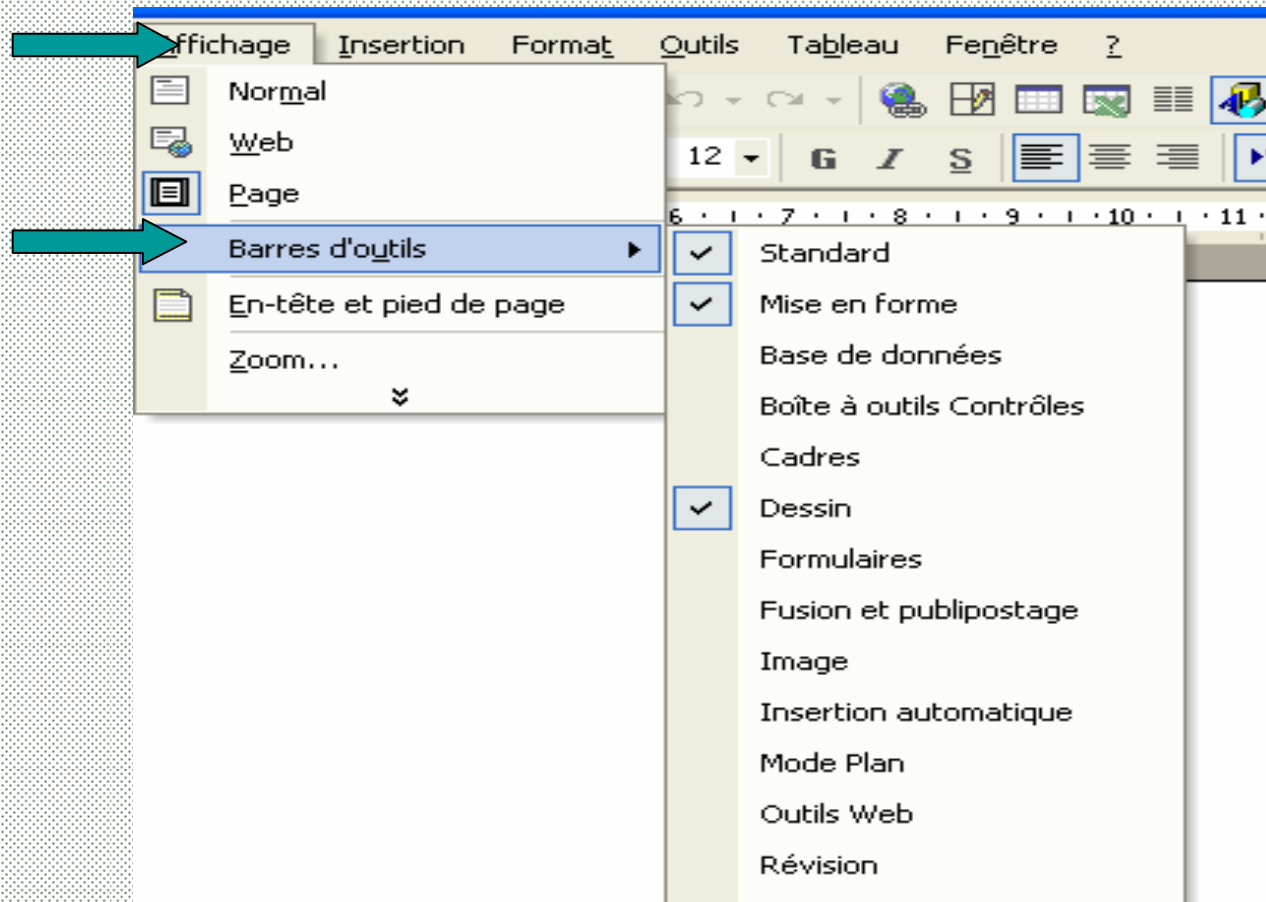 Affichage Insertion Format Outils Tableau Fenêtre ?
Normal
Web
Page
Barres d'outils
En-tête et pied de page
Zoom...
12 G I S
6 7 8 9 10 11
Standard
Mise en forme
Base de données
Boîte à outils Contrôles
Cadres
Dessin
Formulaires
Fusion et publipostage
Image
Insertion automatique
Mode Plan
Outils Web
Révision